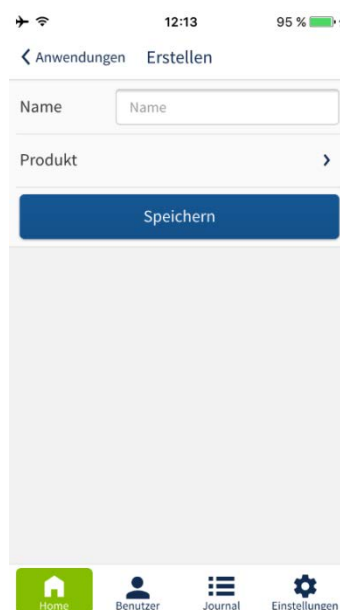 12:13 95 %
Anwendungen Erstellen
Name Name
Produkt
Speichern
Home Benutzer Journal Einstellungen